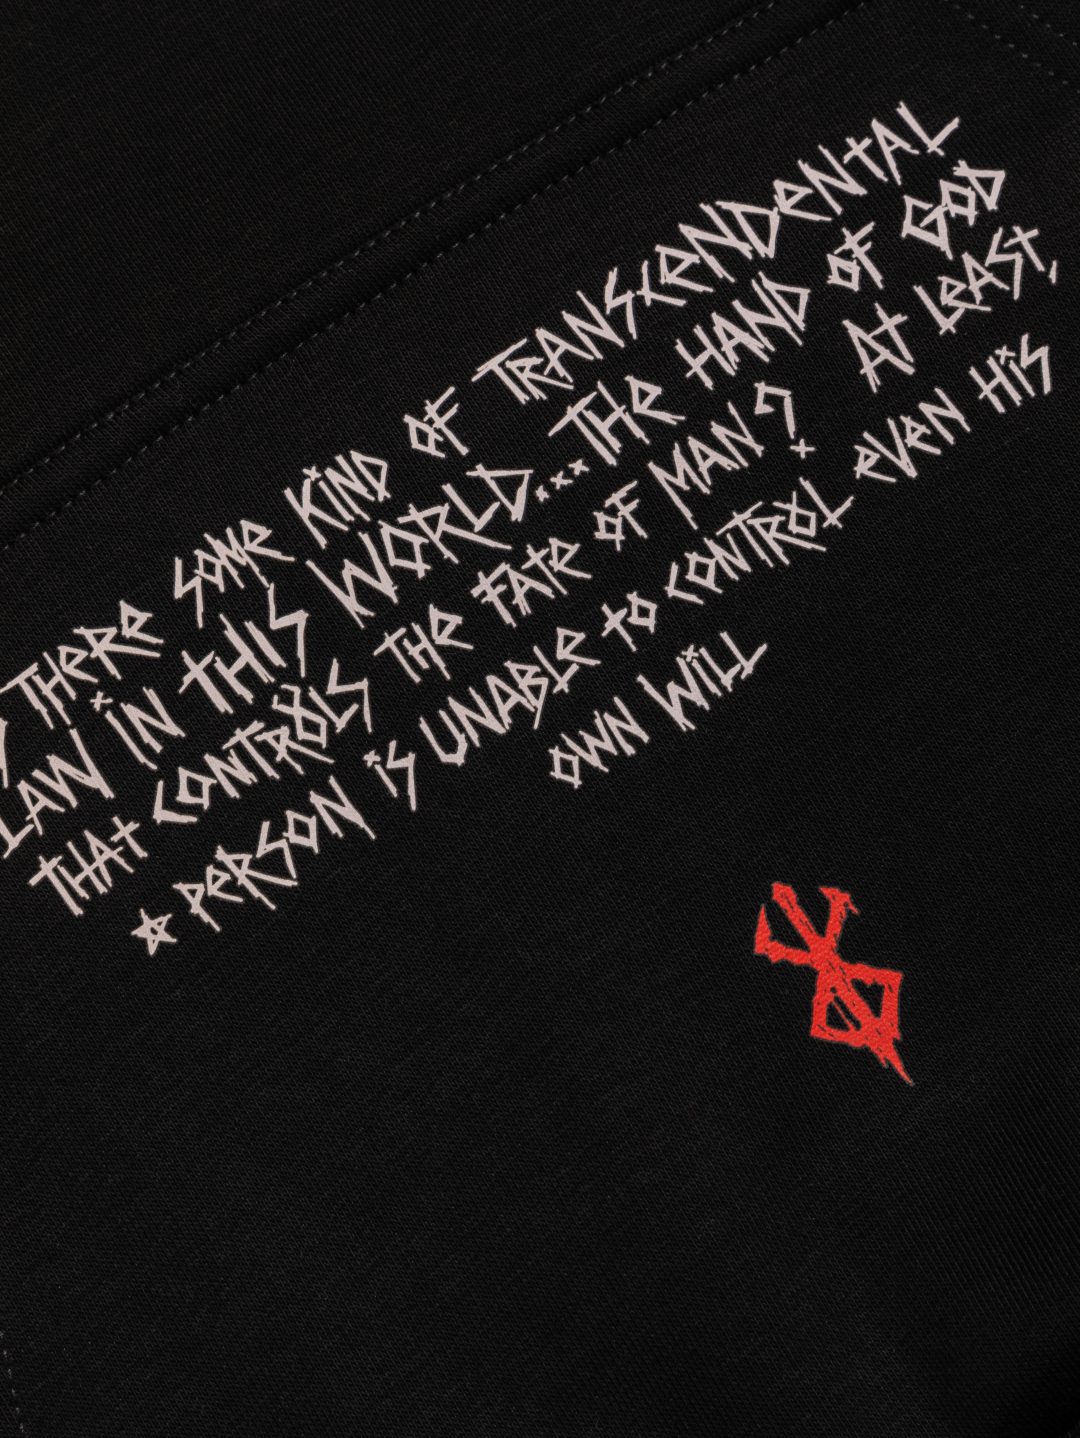 THERE SOME KIND OF TRANSCENDENTAL
LAW IN THIS WORLD... THE HAND OF GOD
THAT CONTROLS THE FATE OF MAN? AT LEAST,
PERSON IS UNABLE TO CONTROL EVEN HIS
OWN WILL